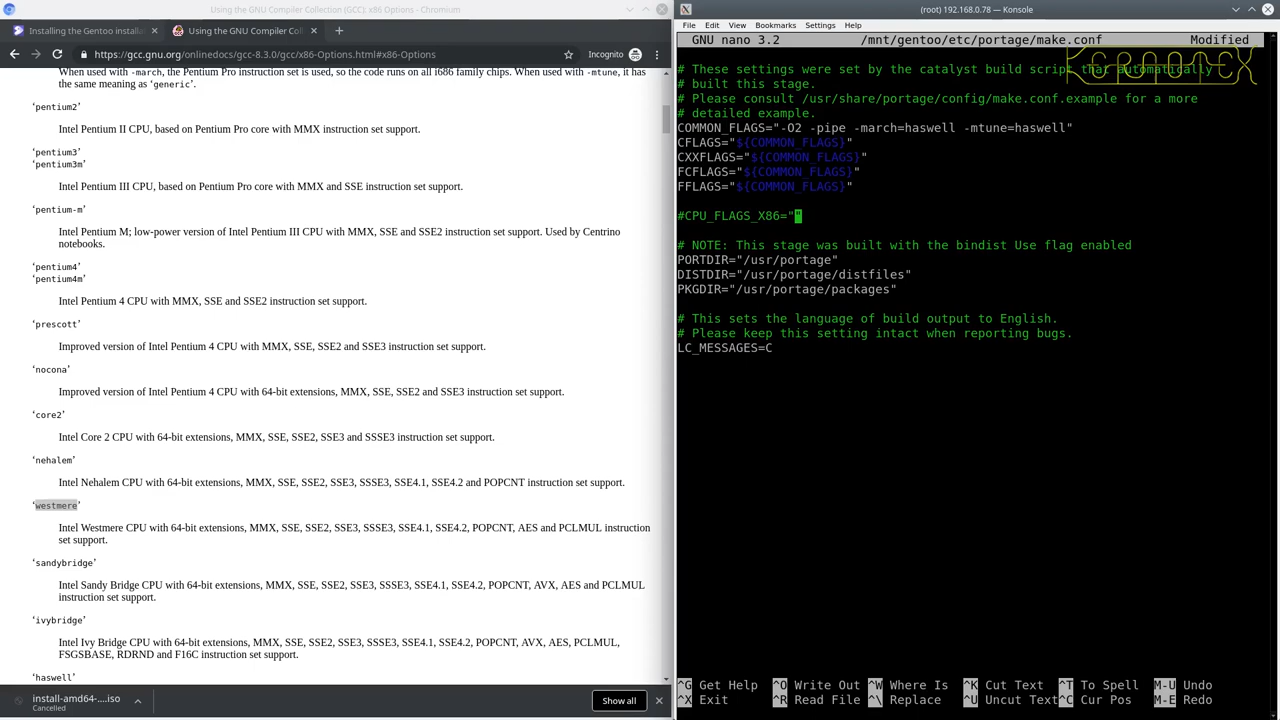 Using the GNU Compiler Collection (GCC): x86 Options - Chromium
Installing the Gentoo installa
Using the GNU Compiler Coll
https://gcc.gnu.org/onlinedocs/gcc-8.3.0/gcc/x86-Options.html#x86-Options
Incognito
When used with -march, the Pentium Pro instruction set is used, so the code runs on all i686 family chips. When used with -mtune, it has
the same meaning as ‘generic’.
‘pentium2’
Intel Pentium II CPU, based on Pentium Pro core with MMX instruction set support.
‘pentium3’
‘pentium3m’
Intel Pentium III CPU, based on Pentium Pro core with MMX and SSE instruction set support.
‘pentium-m’
Intel Pentium M; low-power version of Intel Pentium III CPU with MMX, SSE and SSE2 instruction set support. Used by Centrino
notebooks.
‘pentium4’
‘pentium4m’
Intel Pentium 4 CPU with MMX, SSE and SSE2 instruction set support.
‘prescott’
Improved version of Intel Pentium 4 CPU with MMX, SSE, SSE2 and SSE3 instruction set support.
‘nocona’
Improved version of Intel Pentium 4 CPU with 64-bit extensions, MMX, SSE, SSE2 and SSE3 instruction set support.
‘core2’
Intel Core 2 CPU with 64-bit extensions, MMX, SSE, SSE2, SSE3 and SSSE3 instruction set support.
‘nehalem’
Intel Nehalem CPU with 64-bit extensions, MMX, SSE, SSE2, SSE3, SSSE3, SSE4.1, SSE4.2 and POPCNT instruction set support.
‘westmere’
Intel Westmere CPU with 64-bit extensions, MMX, SSE, SSE2, SSE3, SSSE3, SSE4.1, SSE4.2, POPCNT, AES and PCLMUL instruction
set support.
‘sandybridge’
Intel Sandy Bridge CPU with 64-bit extensions, MMX, SSE, SSE2, SSE3, SSSE3, SSE4.1, SSE4.2, POPCNT, AVX, AES and PCLMUL
instruction set support.
‘ivybridge’
Intel Ivy Bridge CPU with 64-bit extensions, MMX, SSE, SSE2, SSE3, SSSE3, SSE4.1, SSE4.2, POPCNT, AVX, AES, PCLMUL,
FSGSBASE, RDRND and F16C instruction set support.
‘haswell’
install-amd64-....iso
Cancelled
Show all
(root) 192.168.0.78 — Konsole
File Edit View Bookmarks Settings Help
GNU nano 3.2 /mnt/gentoo/etc/portage/make.conf Modified
KERNOTEX
# These settings were set by the catalyst build script that automatically
# built this stage.
# Please consult /usr/share/portage/config/make.conf.example for a more
# detailed example.
COMMON_FLAGS="-O2 -pipe -march=haswell -mtune=haswell"
CFLAGS="${COMMON_FLAGS}"
CXXFLAGS="${COMMON_FLAGS}"
FCFLAGS="${COMMON_FLAGS}"
FFLAGS="${COMMON_FLAGS}"
#CPU_FLAGS_X86=""
# NOTE: This stage was built with the bindist Use flag enabled
PORTDIR="/usr/portage"
DISTDIR="/usr/portage/distfiles"
PKGDIR="/usr/portage/packages"
# This sets the language of build output to English.
# Please keep this setting intact when reporting bugs.
LC_MESSAGES=C
^G Get Help ^O Write Out ^W Where Is ^K Cut Text ^T To Spell M-U Undo
^X Exit ^R Read File ^\ Replace ^U Uncut Text ^C Cur Pos M-E Redo